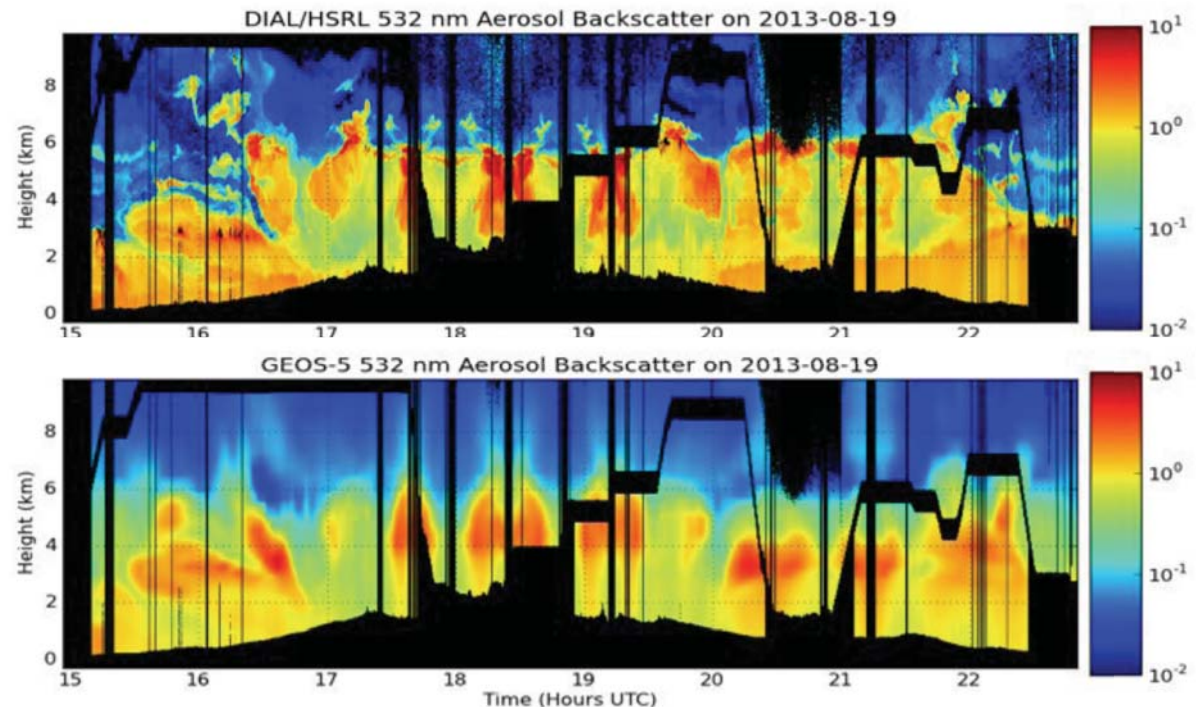 DIAL/HSRL 532 nm Aerosol Backscatter on 2013-08-19
Height (km)
8
6
4
2
0
15 16 17 18 19 20 21 22
10¹
10⁰
10⁻¹
10⁻²
GEOS-5 532 nm Aerosol Backscatter on 2013-08-19
Height (km)
8
6
4
2
0
15 16 17 18 19 20 21 22
Time (Hours UTC)
10¹
10⁰
10⁻¹
10⁻²